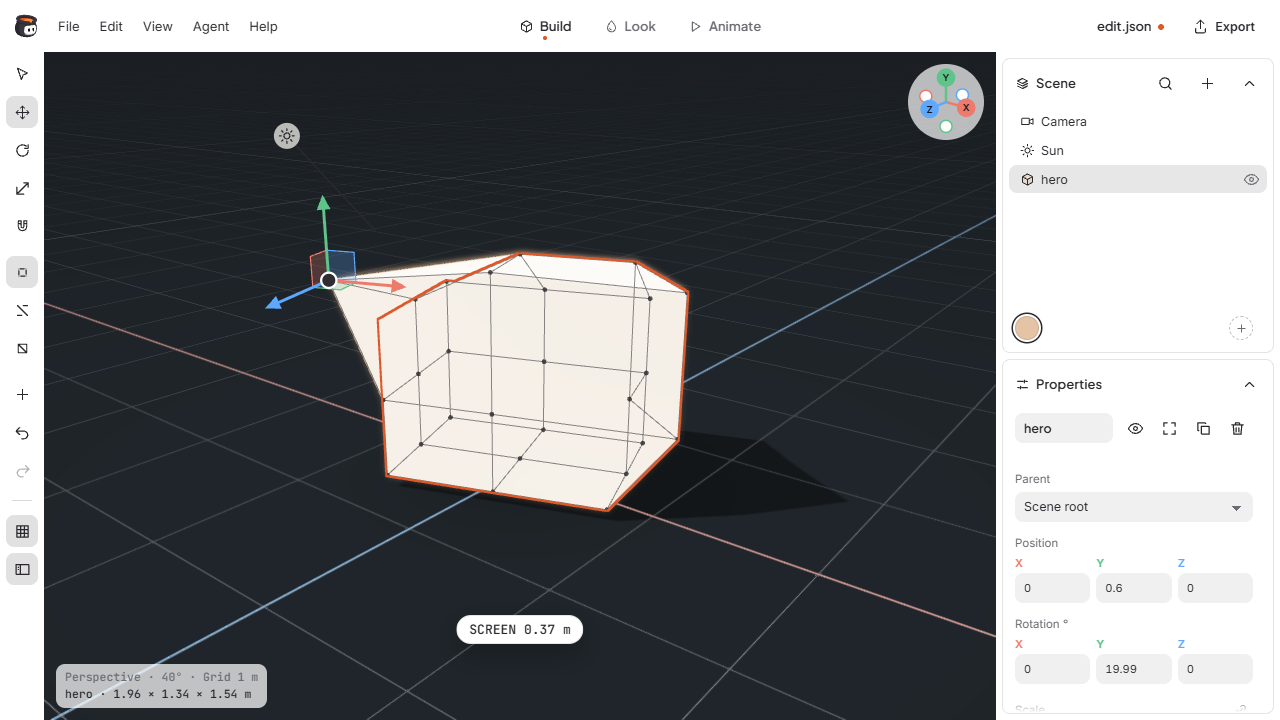 File Edit View Agent Help
Build Look Animate
edit.json Export
Y
Z X
Scene
Camera
Sun
hero
Properties
hero
Parent
Scene root
Position
X Y Z
0 0.6 0
Rotation °
X Y Z
0 19.99 0
Scale
SCREEN 0.37 m
Perspective · 40° · Grid 1 m
hero · 1.96 × 1.34 × 1.54 m